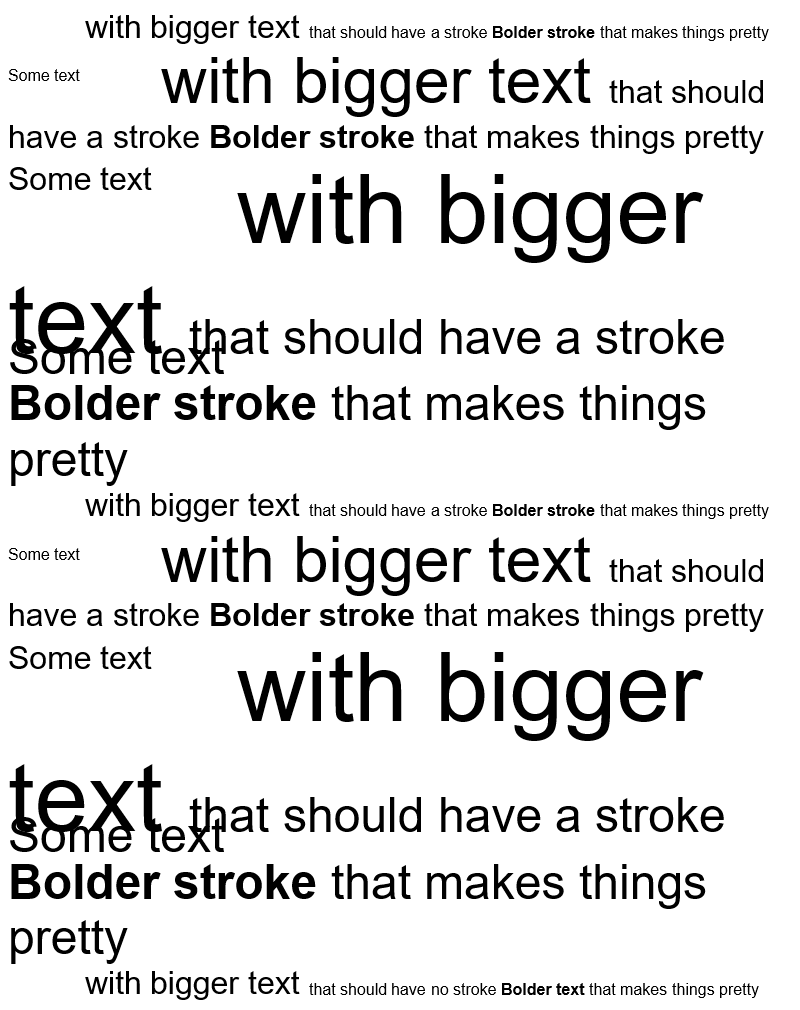 with bigger text that should have a stroke Bolder stroke that makes things pretty
Some text
with bigger text that should
have a stroke Bolder stroke that makes things pretty
Some text
with bigger
text that should have a stroke
Some text
Bolder stroke that makes things
pretty
with bigger text that should have a stroke Bolder stroke that makes things pretty
Some text
with bigger text that should
have a stroke Bolder stroke that makes things pretty
Some text
with bigger
text that should have a stroke
Some text
Bolder stroke that makes things
pretty
with bigger text that should have no stroke Bolder text that makes things pretty